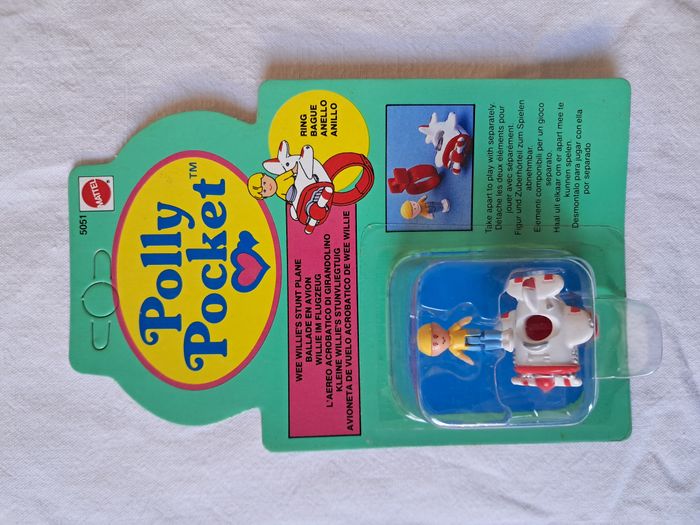 5051
MATTEL
Polly
Pocket™
RING
BAGUE
ANELLO
ANILLO
WEE WILLIE'S STUNT PLANE
BALLADE EN AVION
WILLIE IM FLUGZEUG
L'AEREO ACROBATICO DI GIRANDOLINO
KLEINE WILLIE'S STUNVLIEGTUIG
AVIONETA DE VUELO ACROBATICO DE WEE WILLIE
Take apart to play with separately.
Détache les deux eléments pour
jouer avec séparément.
Figur und Zubehörteil zum Spielen
abnehmbar.
Elementi componibili per un gioco
separato.
Haal uit elkaar om er apart mee te
kunnen spelen.
Desmontalo para jugar con ella
por separado